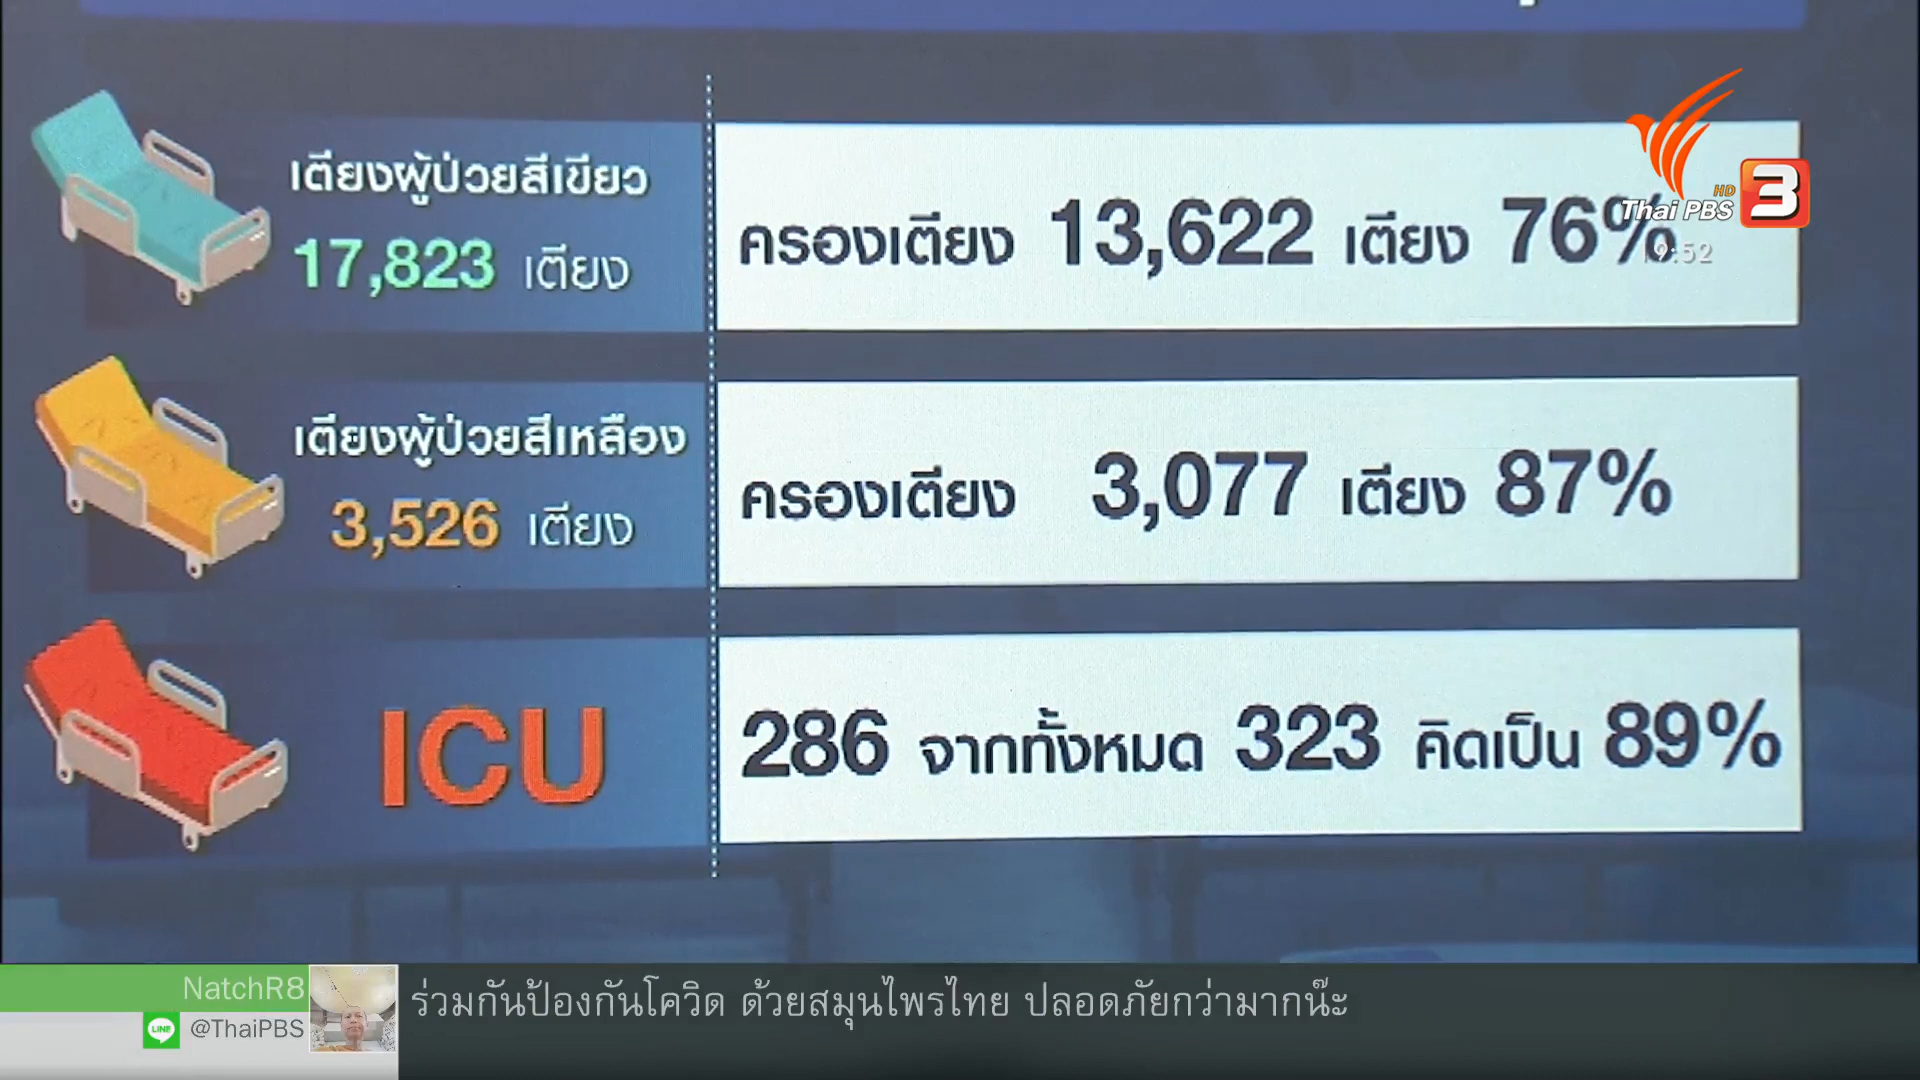 เตียงผู้ป่วยสีเขียว
17,823 เตียง
ครองเตียง 13,622 เตียง 76%
HD
Thai PBS 3
19:52
เตียงผู้ป่วยสีเหลือง
3,526 เตียง
ครองเตียง 3,077 เตียง 87%
ICU
286 จากทั้งหมด 323 คิดเป็น 89%
NatchR8
LINE @ThaiPBS
ร่วมกันป้องกันโควิด ด้วยสมุนไพรไทย ปลอดภัยกว่ามากน๊ะ